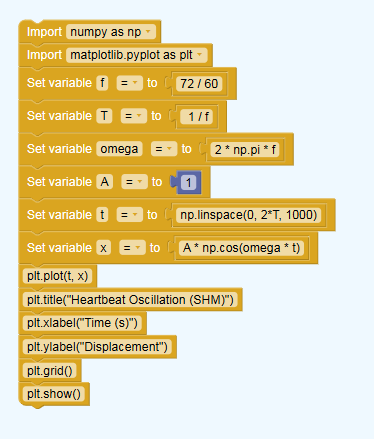 Import numpy as np
Import matplotlib.pyplot as plt
Set variable f = to 72 / 60
Set variable T = to 1 / f
Set variable omega = to 2 * np.pi * f
Set variable A = to 1
Set variable t = to np.linspace(0, 2*T, 1000)
Set variable x = to A * np.cos(omega * t)
plt.plot(t, x)
plt.title("Heartbeat Oscillation (SHM)")
plt.xlabel("Time (s)")
plt.ylabel("Displacement")
plt.grid()
plt.show()